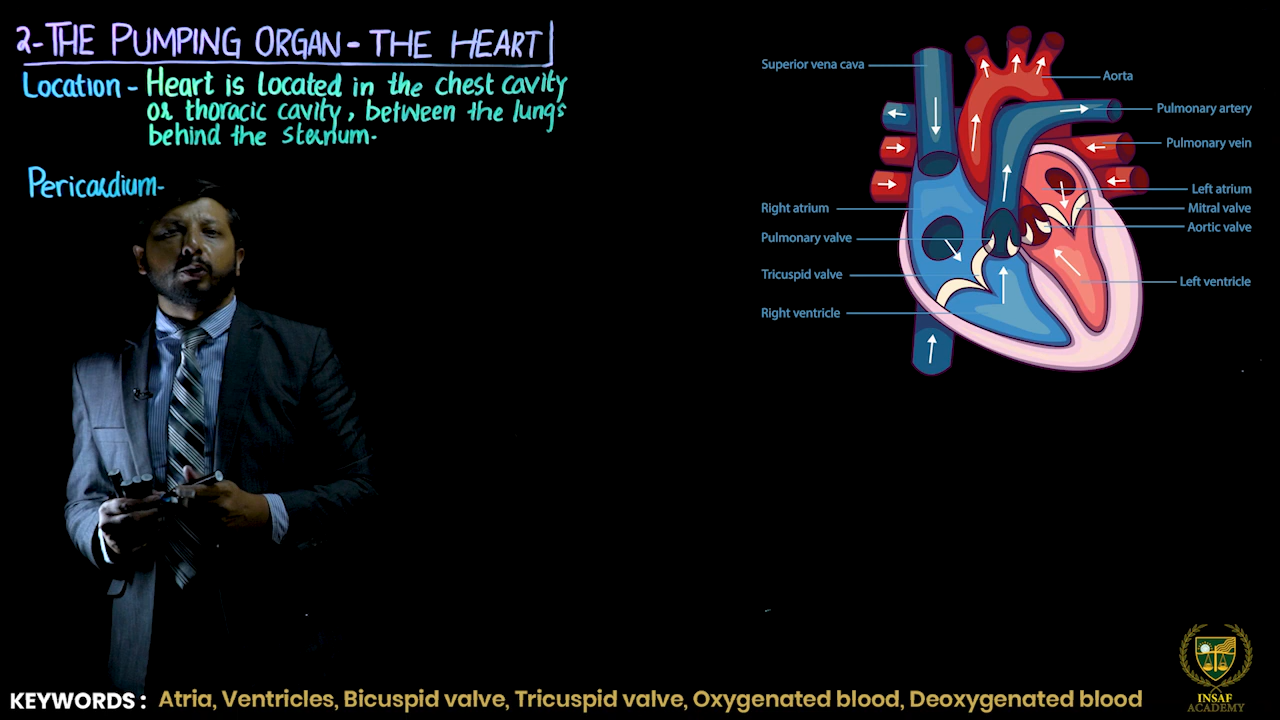 2-THE PUMPING ORGAN- THE HEART
Location - Heart is located in the chest cavity
or thoracic cavity, between the lungs
behind the sternum.
Pericardium-
Superior vena cava
Aorta
Pulmonary artery
Pulmonary vein
Left atrium
Right atrium
Mitral valve
Aortic valve
Pulmonary valve
Tricuspid valve
Left ventricle
Right ventricle
KEYWORDS : Atria, Ventricles, Bicuspid valve, Tricuspid valve, Oxygenated blood, Deoxygenated blood
INSAF
ACADEMY